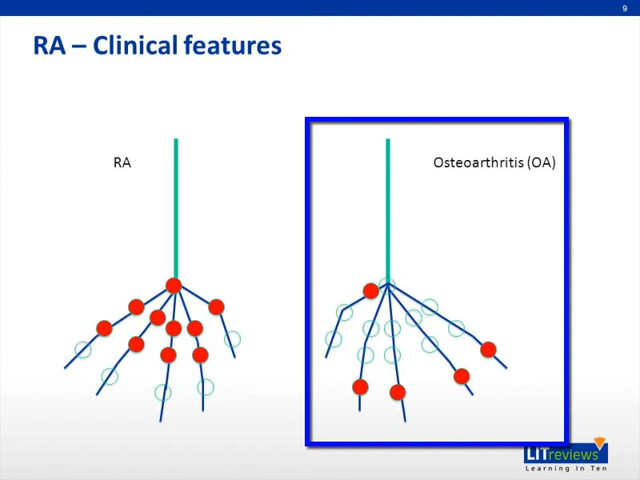 9
RA – Clinical features
RA
Osteoarthritis (OA)
LITreviews
Learning In Ten